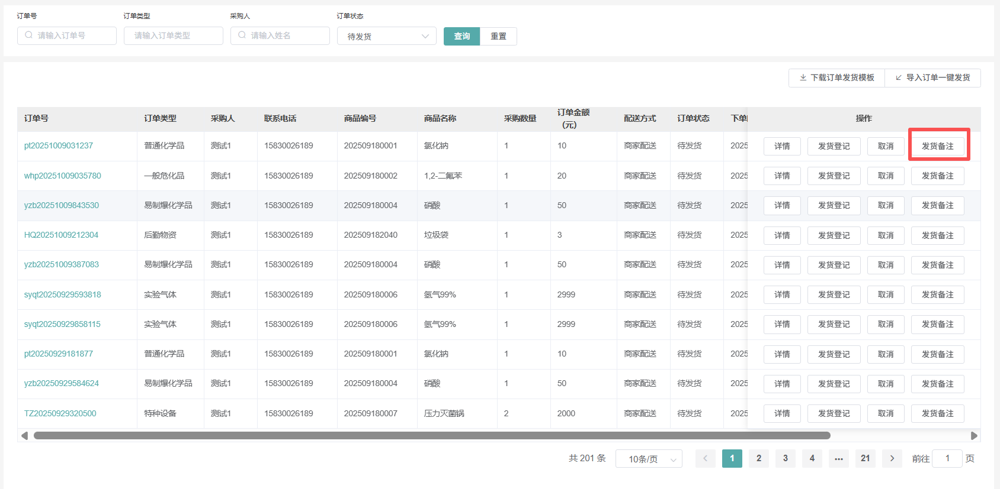 订单号 订单类型 采购人 订单状态
请输入订单号 请输入订单类型 请输入姓名 待发货 查询 重置
下载订单发货模板 导入订单一键发货
订单号 订单类型 采购人 联系电话 商品编号 商品名称 采购数量 订单金额（元） 配送方式 订单状态 下单 操作
pt20251009031237 普通化学品 测试1 15830026189 202509180001 氯化钠 1 10 商家配送 待发货 2025 详情 发货登记 取消 发货备注
whp20251009035780 一般危化品 测试1 15830026189 202509180002 1,2-二氟苯 1 20 商家配送 待发货 2025 详情 发货登记 取消 发货备注
yzb20251009843530 易制爆化学品 测试1 15830026189 202509180004 硝酸 1 50 商家配送 待发货 2025 详情 发货登记 取消 发货备注
HQ20251009212304 后勤物资 测试1 15830026189 202509182040 垃圾袋 1 3 商家配送 待发货 2025 详情 发货登记 取消 发货备注
yzb20251009387083 易制爆化学品 测试1 15830026189 202509180004 硝酸 1 50 商家配送 待发货 2025 详情 发货登记 取消 发货备注
syqt20250929593818 实验气体 测试1 15830026189 202509180006 氢气99% 1 2999 商家配送 待发货 2025 详情 发货登记 取消 发货备注
syqt20250929858115 实验气体 测试1 15830026189 202509180006 氢气99% 1 2999 商家配送 待发货 2025 详情 发货登记 取消 发货备注
pt20250929181877 普通化学品 测试1 15830026189 202509180001 氯化钠 1 10 商家配送 待发货 2025 详情 发货登记 取消 发货备注
yzb20250929584624 易制爆化学品 测试1 15830026189 202509180004 硝酸 1 50 商家配送 待发货 2025 详情 发货登记 取消 发货备注
TZ20250929320500 特种设备 测试1 15830026189 202509180007 压力灭菌锅 2 2000 商家配送 待发货 2025 详情 发货登记 取消 发货备注
共 201 条 10条/页 1 2 3 4 ••• 21 前往 1 页